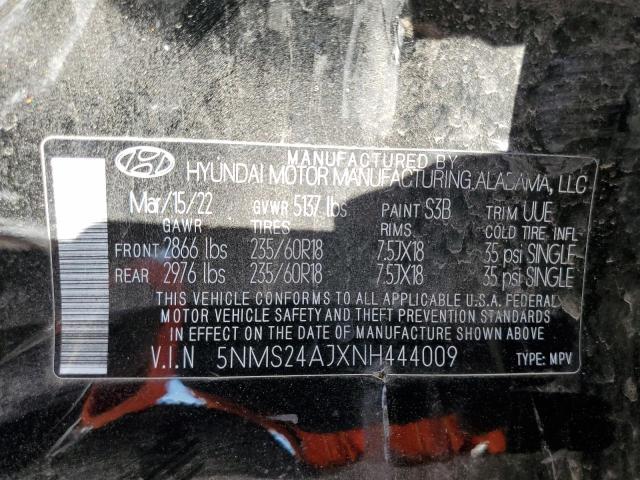 MANUFACTURED BY
HYUNDAI MOTOR MANUFACTURING ALABAMA, LLC
Mar/15/22 GVWR 5137 lbs PAINT S3B TRIM UUE
GAWR TIRES RIMS COLD TIRE INFL
FRONT 2866 lbs 235/60R18 7.5JX18 35 psi SINGLE
REAR 2976 lbs 235/60R18 7.5JX18 35 psi SINGLE
THIS VEHICLE CONFORMS TO ALL APPLICABLE U.S.A. FEDERAL
MOTOR VEHICLE SAFETY AND THEFT PREVENTION STANDARDS
IN EFFECT ON THE DATE OF MANUFACTURE SHOWN ABOVE
V.I.N 5NMS24AJXNH444009 TYPE: MPV